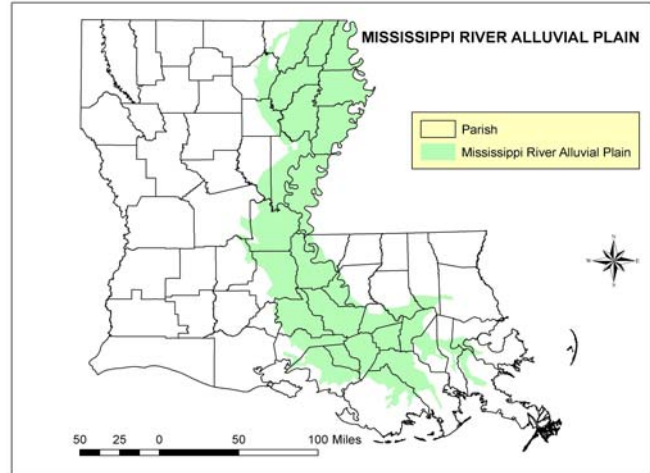 MISSISSIPPI RIVER ALLUVIAL PLAIN
Parish
Mississippi River Alluvial Plain
N
W E
S
50 25 0 50 100 Miles